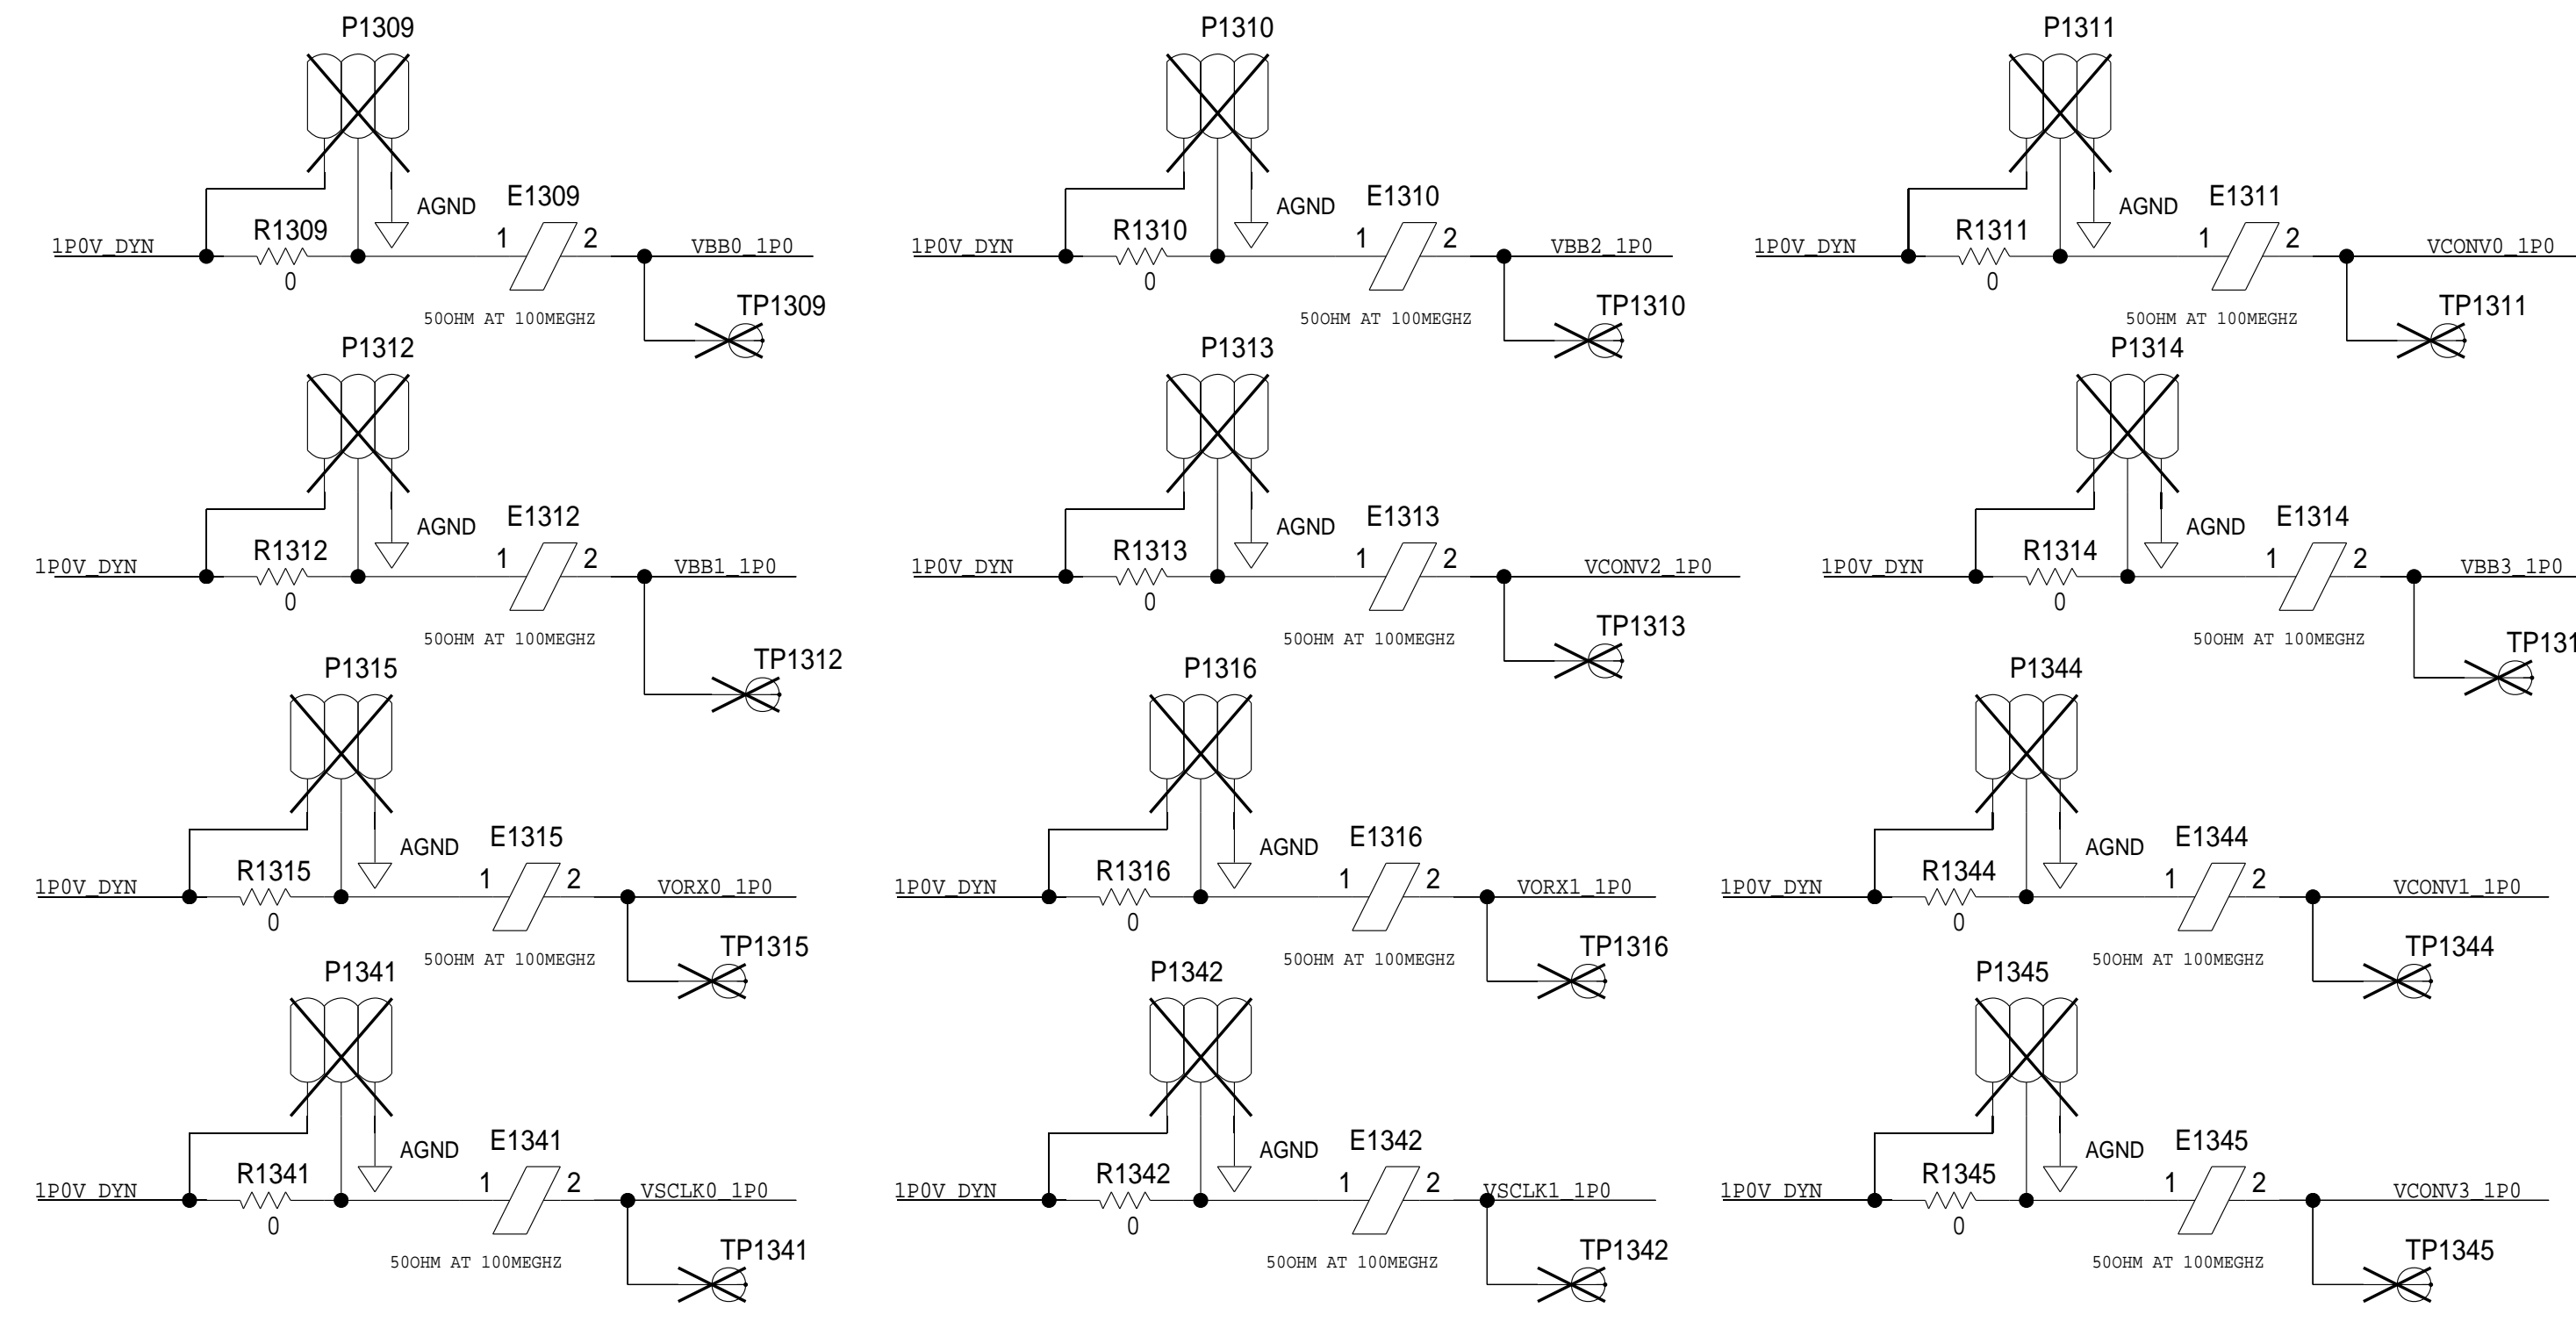 P1309 P1310 P1311
E1309 E1310 E1311
AGND AGND AGND
R1309 1 2 R1310 1 2 R1311 1 2
1P0V_DYN VBB0_1P0 1P0V_DYN VBB2_1P0 1P0V_DYN VCONV0_1P0
0 0 0
TP1309 TP1310 TP1311
50OHM AT 100MEGHZ 50OHM AT 100MEGHZ 50OHM AT 100MEGHZ
P1312 P1313 P1314
E1312 E1313 E1314
AGND AGND AGND
R1312 1 2 R1313 1 2 R1314 1 2
1P0V_DYN VBB1_1P0 1P0V_DYN VCONV2_1P0 1P0V_DYN VBB3_1P0
0 0 0
50OHM AT 100MEGHZ 50OHM AT 100MEGHZ 50OHM AT 100MEGHZ
TP1312 TP1313 TP131
P1315 P1316 P1344
E1315 E1316 E1344
AGND AGND AGND
R1315 1 2 R1316 1 2 R1344 1 2
1P0V_DYN VORX0_1P0 1P0V_DYN VORX1_1P0 1P0V_DYN VCONV1_1P0
0 0 0
TP1315 TP1316 TP1344
50OHM AT 100MEGHZ 50OHM AT 100MEGHZ 50OHM AT 100MEGHZ
P1341 P1342 P1345
E1341 E1342 E1345
AGND AGND AGND
R1341 1 2 R1342 1 2 R1345 1 2
1P0V_DYN VSCLK0_1P0 1P0V_DYN VSCLK1_1P0 1P0V_DYN VCONV3_1P0
0 0 0
TP1341 TP1342 TP1345
50OHM AT 100MEGHZ 50OHM AT 100MEGHZ 50OHM AT 100MEGHZ